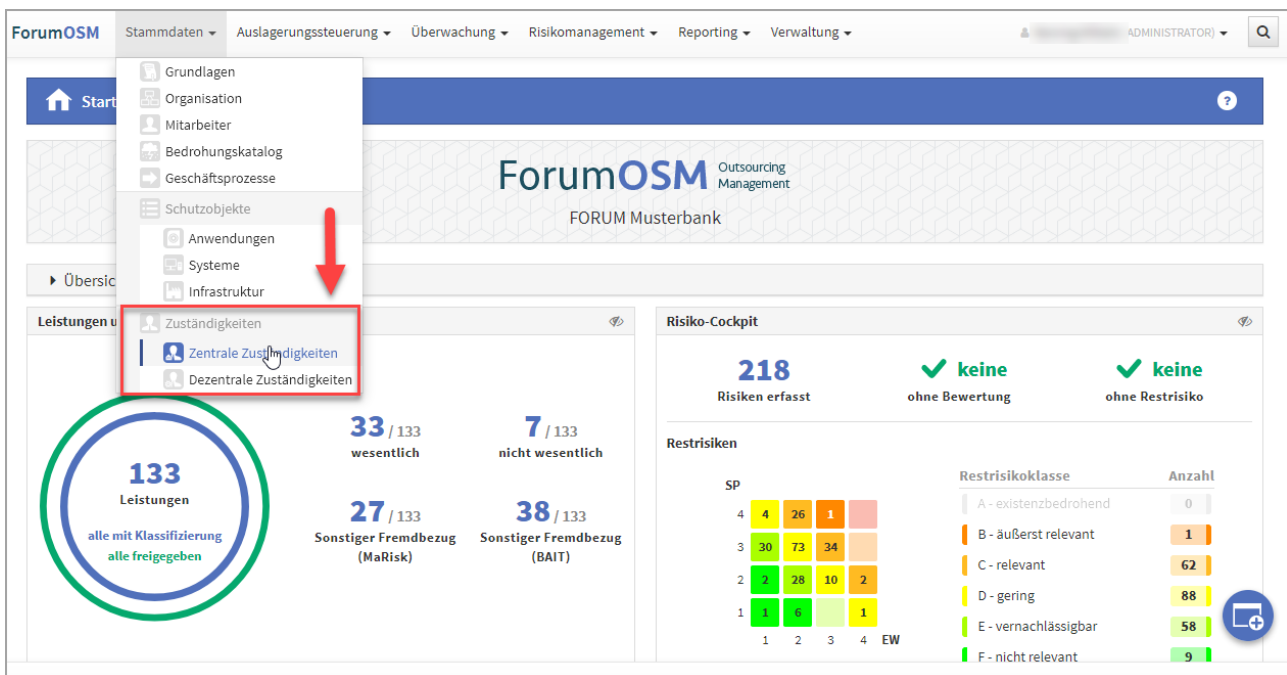 ForumOSM Stammdaten Auslagerungssteuerung Überwachung Risikomanagement Reporting Verwaltung ADMINISTRATOR)
Grundlagen
Organisation
Mitarbeiter
Bedrohungskatalog
Geschäftsprozesse
Schutzobjekte
Anwendungen
Systeme
Infrastruktur
Zuständigkeiten
Zentrale Zuständigkeiten
Dezentrale Zuständigkeiten
Start
?
ForumOSM Outsourcing
Management
FORUM Musterbank
Übersic
Leistungen u
133
Leistungen
alle mit Klassifizierung
alle freigegeben
33 / 133
wesentlich
7 / 133
nicht wesentlich
27 / 133
Sonstiger Fremdbezug
(MaRisk)
38 / 133
Sonstiger Fremdbezug
(BAIT)
Risiko-Cockpit
218
Risiken erfasst
keine
ohne Bewertung
keine
ohne Restrisiko
Restrisiken
SP
4 4 26 1
3 30 73 34
2 2 28 10 2
1 1 6 1
1 2 3 4 EW
Restrisikoklasse Anzahl
A - existenzbedrohend 0
B - äußerst relevant 1
C - relevant 62
D - gering 88
E - vernachlässigbar 58
F - nicht relevant 9